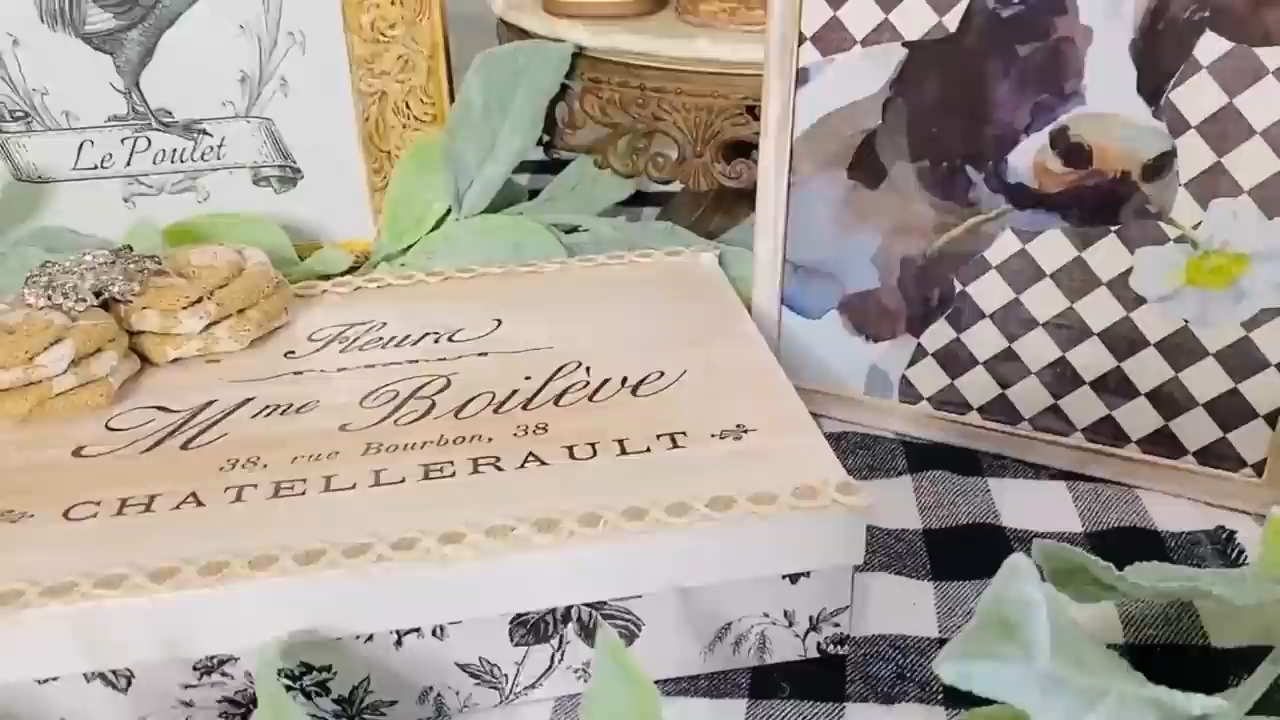 Le Poulet
Fleurs
Mme Boilève
38, rue Bourbon, 38
CHATELLERAULT